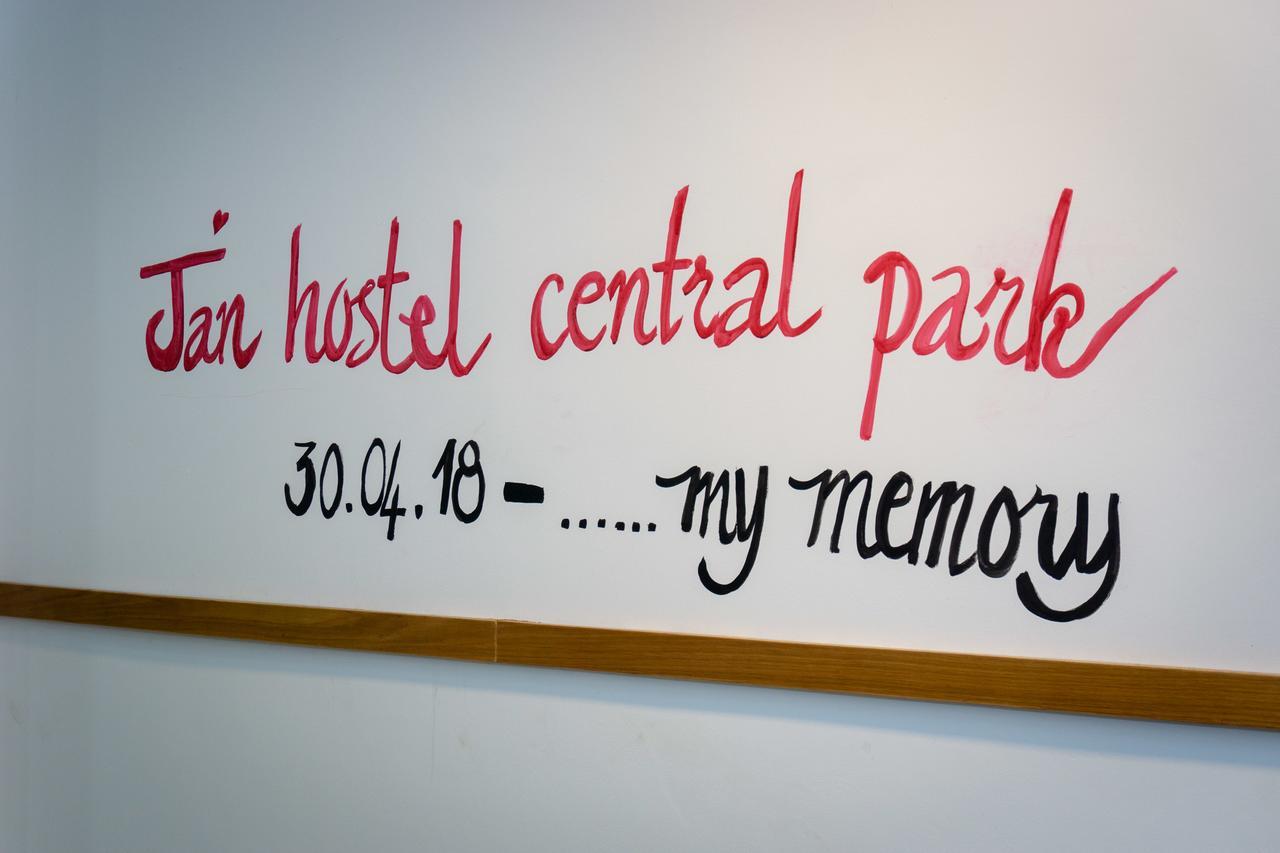 Jan hostel central park
30.04.18 - ...... my memory